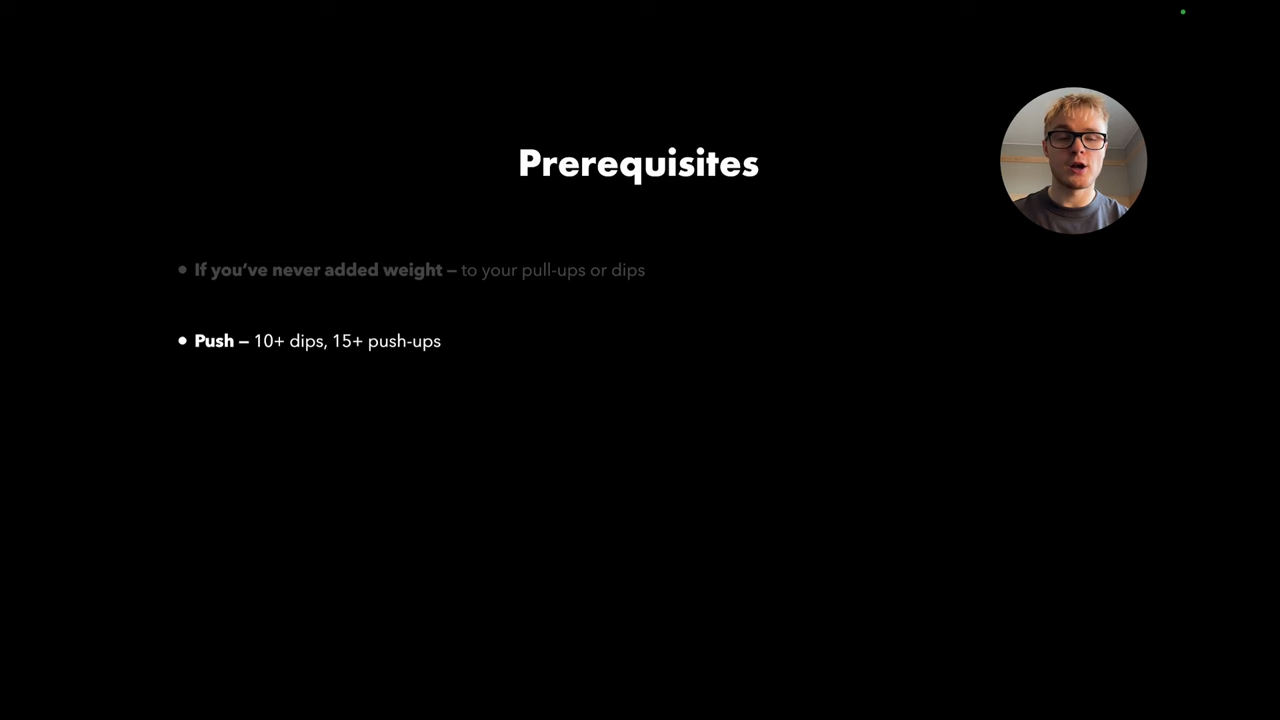 Prerequisites
• If you’ve never added weight – to your pull-ups or dips
• Push – 10+ dips, 15+ push-ups